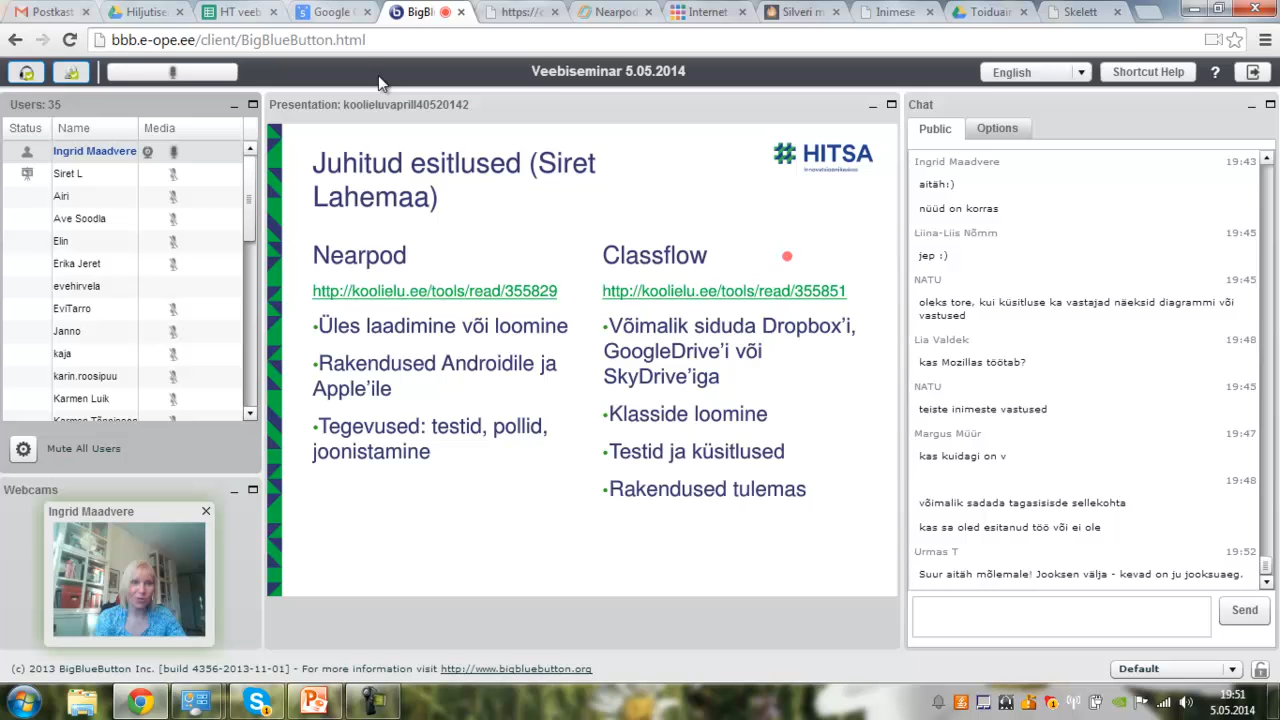 Postkast
Hiljutise
HT veeb
Google
BigBl
https://e
Nearpod
Internet
Silveri m
Inimese
Toiduair
Skelett
bbb.e-ope.ee/client/BigBlueButton.html
Veebiseminar 5.05.2014
English
Shortcut Help
?
Users: 35
Status
Name
Media
Ingrid Maadvere
Siret L
Airi
Ave Soodla
Elin
Erika Jeret
evehirvela
EviTarro
Janno
kaja
karin.roosipuu
Karmen Luik
Mute All Users
Webcams
Ingrid Maadvere
Presentation: koolieluvaprill40520142
HITSA
Juhitud esitlused (Siret
Lahemaa)
Nearpod
http://koolielu.ee/tools/read/355829
•Üles laadimine või loomine
•Rakendused Androidile ja
Apple'ile
•Tegevused: testid, pollid,
joonistamine
Classflow
http://koolielu.ee/tools/read/355851
•Võimalik siduda Dropbox'i,
GoogleDrive'i või
SkyDrive'iga
•Klasside loomine
•Testid ja küsitlused
•Rakendused tulemas
Chat
Public
Options
Ingrid Maadvere 19:43
aitäh:)
nüüd on korras
Liina-Liis Nõmm 19:45
jep :)
NATU 19:45
oleks tore, kui küsitluse ka vastajad näeksid diagrammi või
vastused
Lia Valdek 19:48
kas Mozillas töötab?
NATU 19:45
teiste inimeste vastused
Margus Müür 19:47
kas kuidagi on v
19:48
võimalik sadada tagasisisde sellekohta
kas sa oled esitanud töö või ei ole
Urmas T 19:52
Suur aitäh mõlemale! Jooksen välja - kevad on ju jooksuaeg.
Send
(c) 2013 BigBlueButton Inc. [build 4356-2013-11-01] - For more information visit http://www.bigbluebutton.org
Default
19:51
5.05.2014